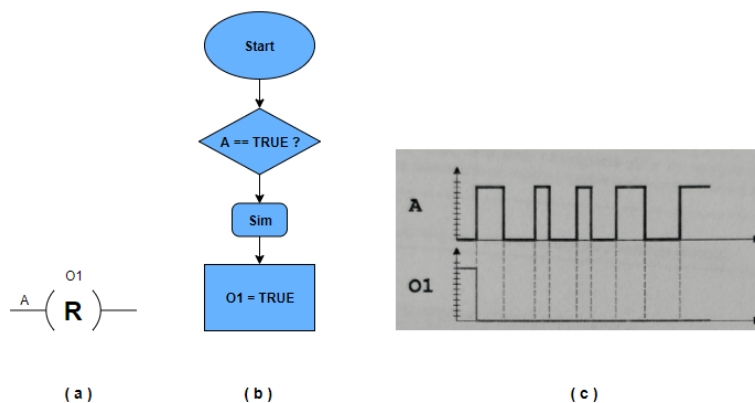 Start
A == TRUE ?
Sim
O1 = TRUE
O1
A
R
A
O1
( a )
( b )
( c )